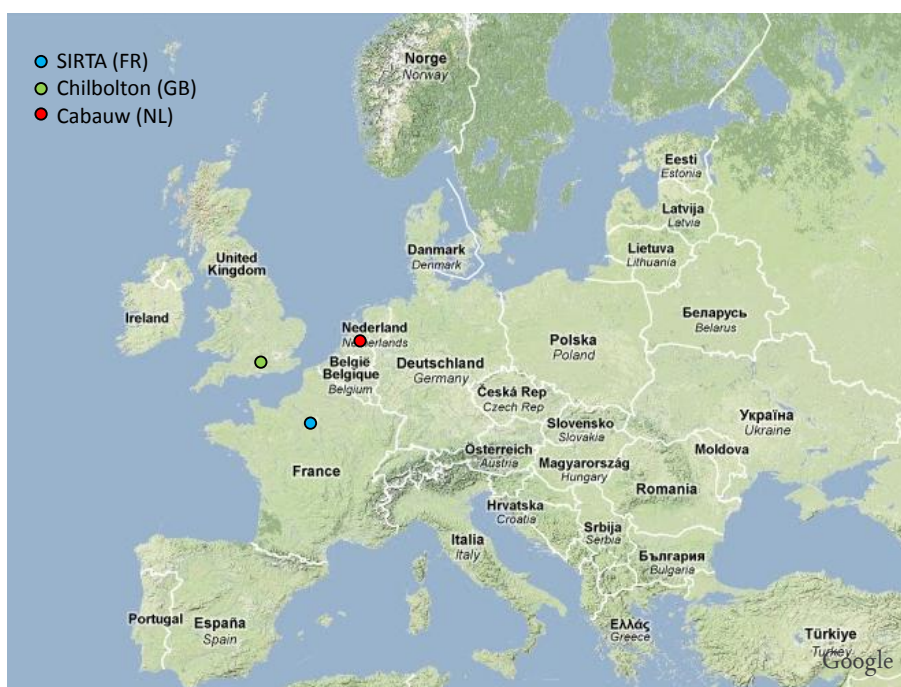 SIRTA (FR)
Chilbolton (GB)
Cabauw (NL)
Norge
Norway
Eesti
Estonia
Latvija
Latvia
Lietuva
Lithuania
Danmark
Denmark
United
Kingdom
Ireland
Беларусь
Belarus
Nederland
Netherlands
Polska
Poland
België
Belgique
Belgium
Deutschland
Germany
Česká Rep
Czech Rep
Україна
Ukraine
Slovensko
Slovakia
Moldova
Österreich
Austria
Magyarország
Hungary
France
Romania
Hrvatska
Croatia
Srbija
Serbia
Italia
Italy
България
Bulgaria
Portugal
España
Spain
Ελλάς
Greece
Türkiye
Turkey
Google